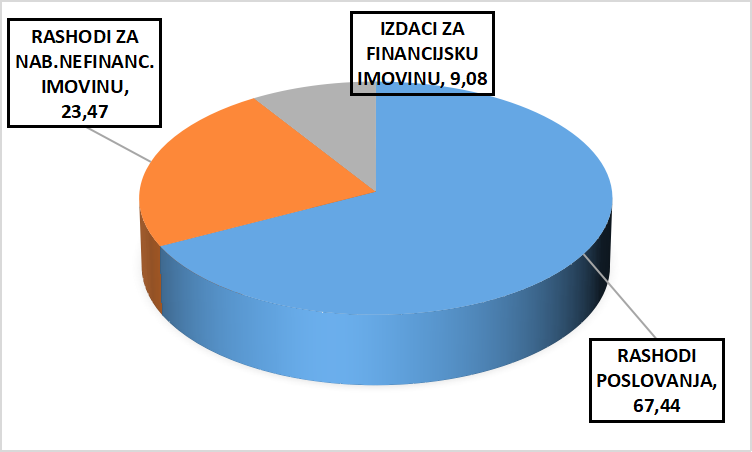 RASHODI ZA
NAB.NEFINANC.
IMOVINU,
23,47
IZDACI ZA
FINANCIJSKU
IMOVINU, 9,08
RASHODI
POSLOVANJA,
67,44